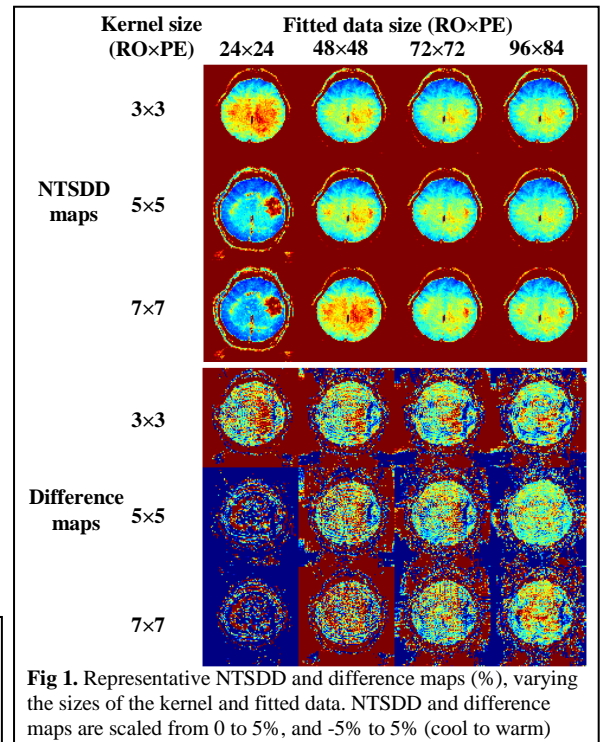 Kernel size Fitted data size (RO×PE)
(RO×PE) 24×24 48×48 72×72 96×84
3×3
NTSDD
maps 5×5
7×7
3×3
Difference
maps 5×5
7×7
Fig 1. Representative NTSDD and difference maps (%), varying
the sizes of the kernel and fitted data. NTSDD and difference
maps are scaled from 0 to 5%, and -5% to 5% (cool to warm)